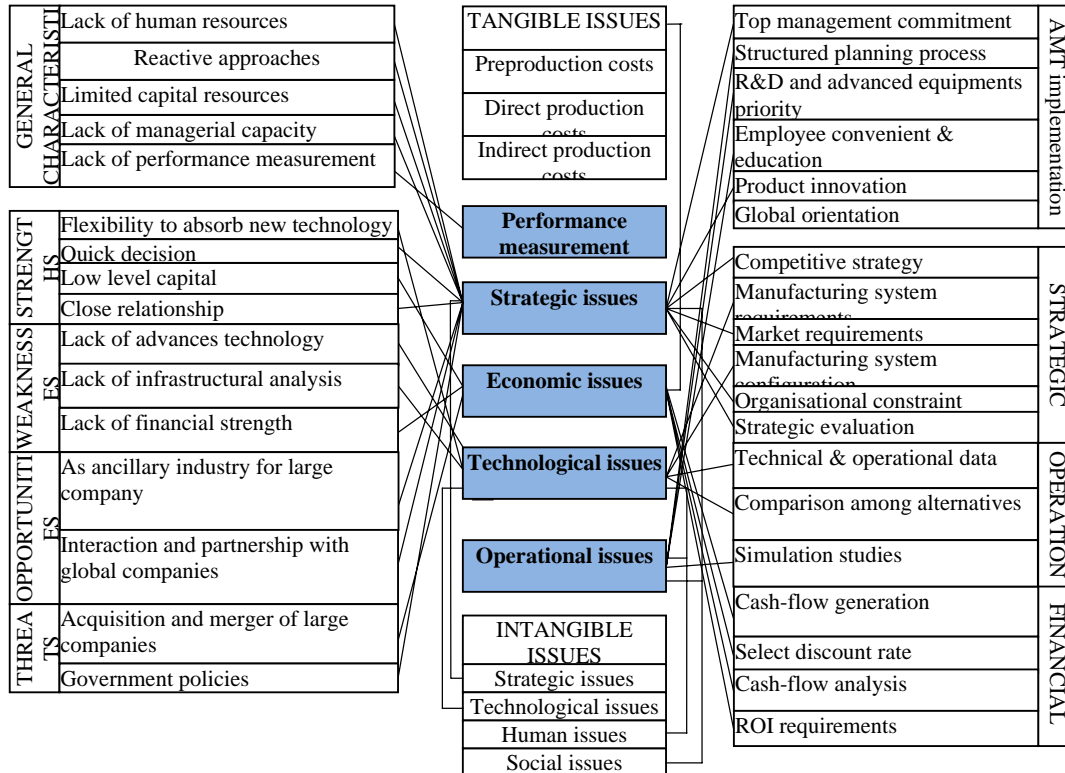 GENERAL
CHARACTERISTI
Lack of human resources
Reactive approaches
Limited capital resources
Lack of managerial capacity
Lack of performance measurement
STRENGT
HS
Flexibility to absorb new technology
Quick decision
Low level capital
Close relationship
WEAKNESS
ES
Lack of advances technology
Lack of infrastructural analysis
Lack of financial strength
OPPORTUNITI
ES
As ancillary industry for large
company
Interaction and partnership with
global companies
THREA
TS
Acquisition and merger of large
companies
Government policies
TANGIBLE ISSUES
Preproduction costs
Direct production
costs
Indirect production
costs
Performance
measurement
Strategic issues
Economic issues
Technological issues
Operational issues
INTANGIBLE
ISSUES
Strategic issues
Technological issues
Human issues
Social issues
Top management commitment
Structured planning process
R&D and advanced equipments
priority
Employee convenient &
education
Product innovation
Global orientation
AMT implementation
Competitive strategy
Manufacturing system
requirements
Market requirements
Manufacturing system
configuration
Organisational constraint
Strategic evaluation
STRATEGIC
Technical & operational data
Comparison among alternatives
Simulation studies
OPERATION
Cash-flow generation
Select discount rate
Cash-flow analysis
ROI requirements
FINANCIAL